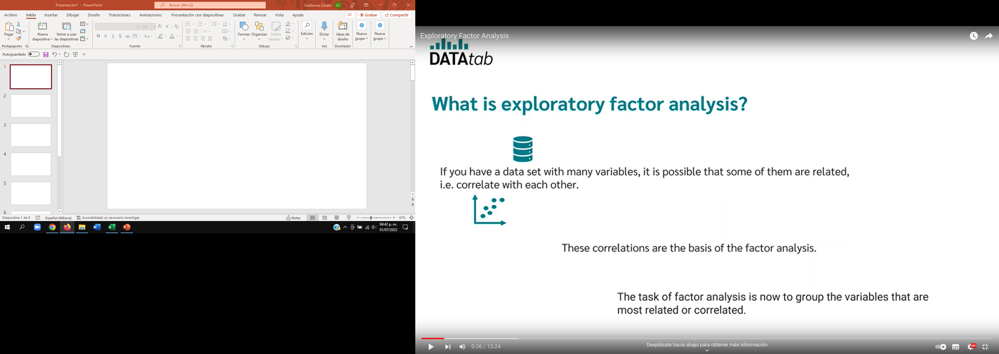 Presentación1 - PowerPoint
Buscar (Alt+Q)
Guillermo Zarate
GZ
Archivo Inicio Insertar Dibujar Diseño Transiciones Animaciones Presentación con diapositivas Grabar Revisar Vista Ayuda
Grabar
Compartir
Pegar
Nueva diapositiva
Volver a usar las diapositivas
24+
N K S S ab AV Aa A
Formas
Organizar
Estilos rápidos
Edición
Dictar
Ideas de diseño
Nuevo grupo
Nuevo grupo
Portapapeles
Diapositivas
Fuente
Párrafo
Dibujo
Voz
Diseñador
Autoguardado
1
2
3
4
5
6
Diapositiva 1 de 8
Español (México)
Accesibilidad: es necesario investigar
Notas
67%
04:42 p. m.
01/07/2022
Exploratory Factor Analysis
DATAtab
What is exploratory factor analysis?
If you have a data set with many variables, it is possible that some of them are related,
i.e. correlate with each other.
These correlations are the basis of the factor analysis.
The task of factor analysis is now to group the variables that are
most related or correlated.
0:36 / 15:24
Desplázate hacia abajo para obtener más información
HD